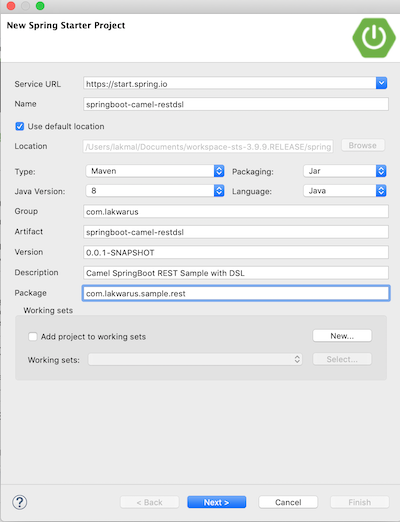 New Spring Starter Project
Service URL https://start.spring.io
Name springboot-camel-restdsl
Use default location
Location /Users/lakmal/Documents/workspace-sts-3.9.9.RELEASE/spring Browse
Type: Maven Packaging: Jar
Java Version: 8 Language: Java
Group com.lakwarus
Artifact springboot-camel-restdsl
Version 0.0.1-SNAPSHOT
Description Camel SpringBoot REST Sample with DSL
Package com.lakwarus.sample.rest
Working sets
Add project to working sets New...
Working sets: Select...
? < Back Next > Cancel Finish